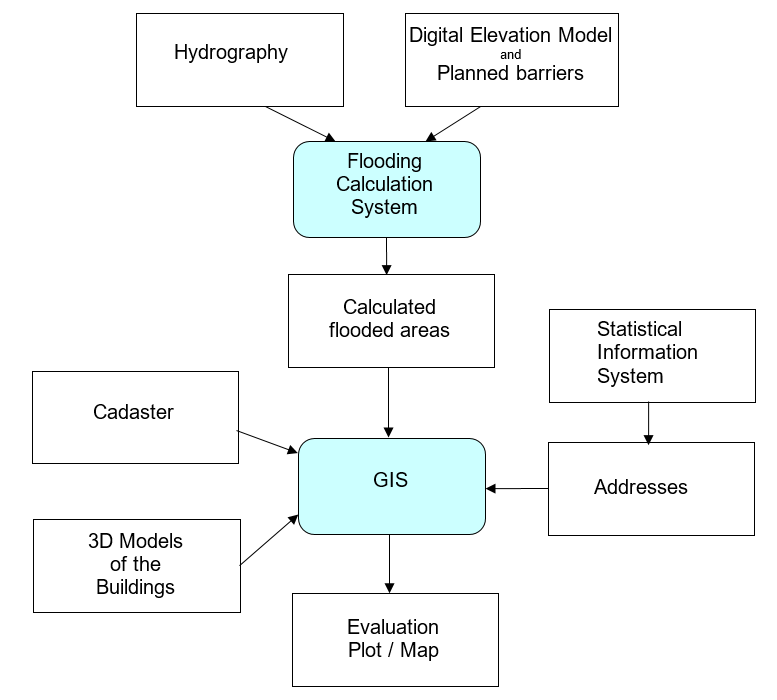 Hydrography
Digital Elevation Model
and
Planned barriers
Flooding
Calculation
System
Calculated
flooded areas
Statistical
Information
System
Cadaster
GIS
Addresses
3D Models
of the
Buildings
Evaluation
Plot / Map